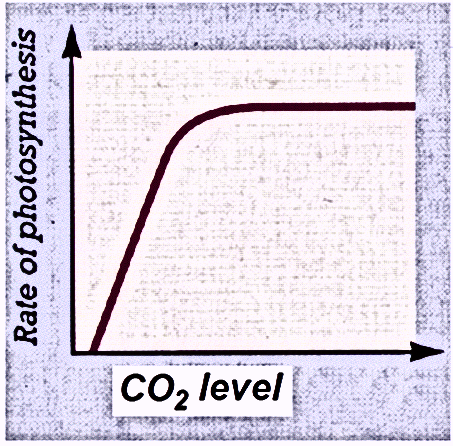 Rate of photosynthesis
CO₂ level